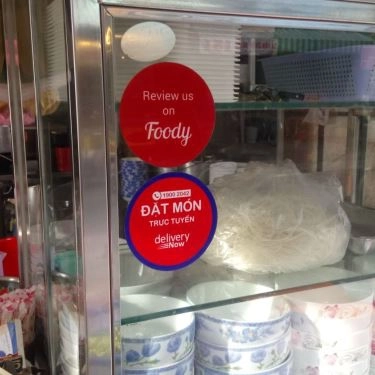 Review us
on
Foody
1900 2042
ĐẶT MÓN
TRỰC TUYẾN
delivery
Now